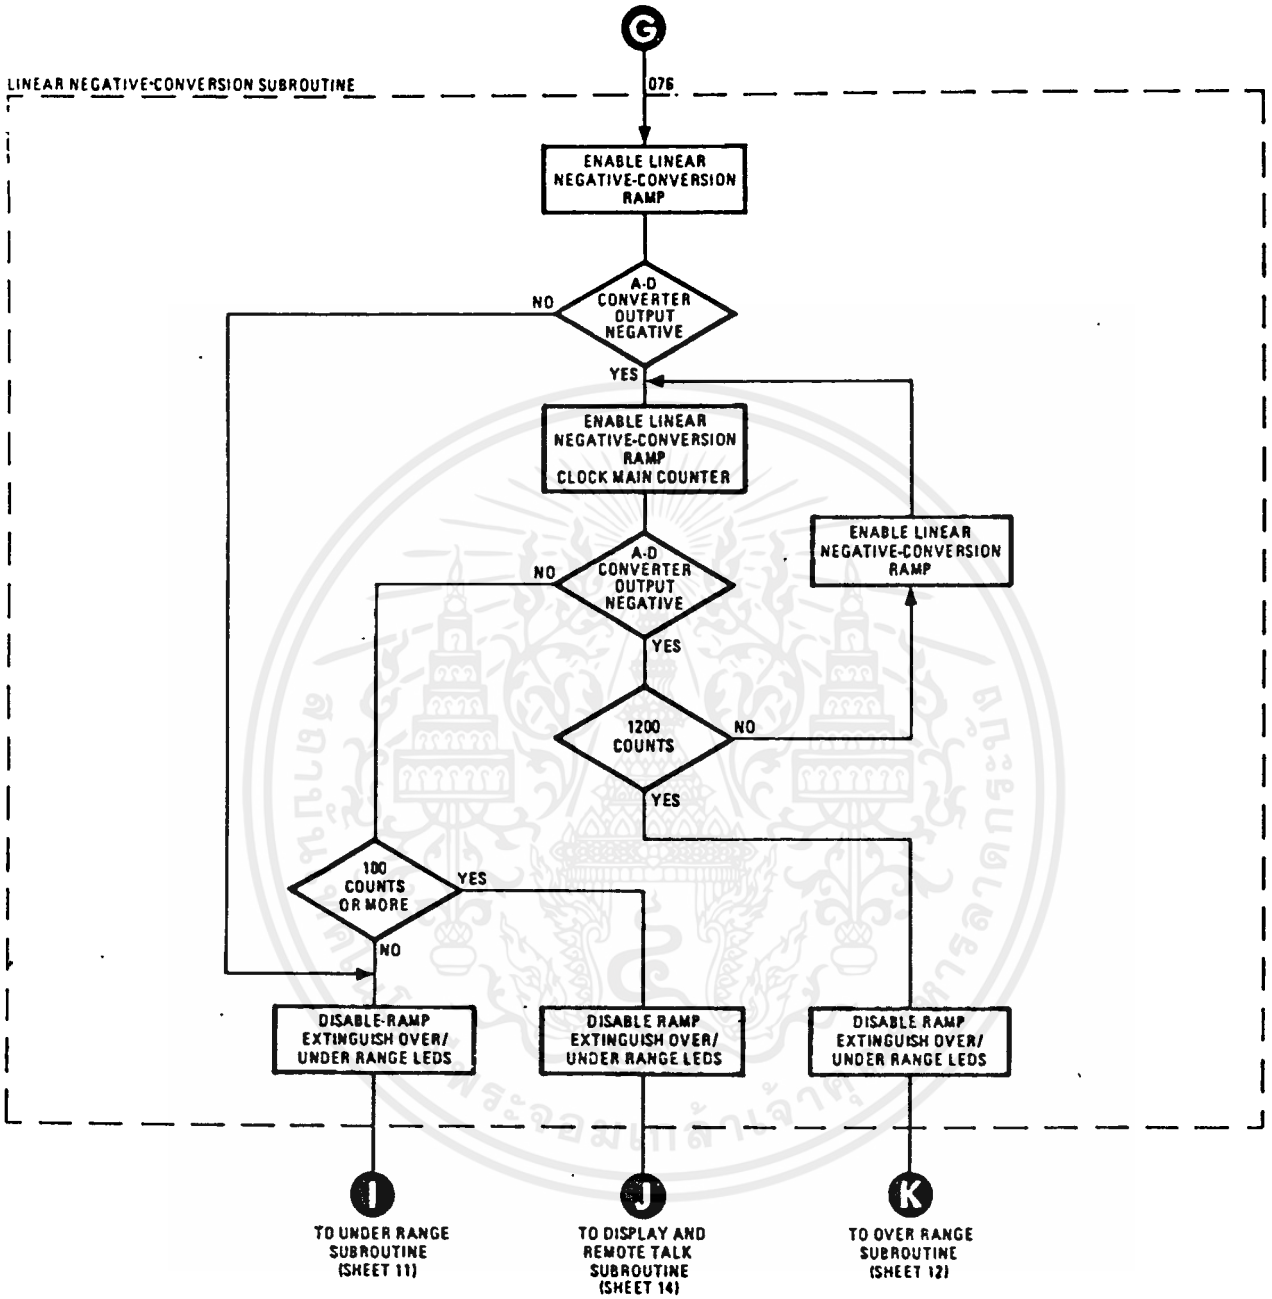 G
LINEAR NEGATIVE-CONVERSION SUBROUTINE
076
ENABLE LINEAR
NEGATIVE-CONVERSION
RAMP
A-D
CONVERTER
OUTPUT
NEGATIVE
NO
YES
ENABLE LINEAR
NEGATIVE-CONVERSION
RAMP
CLOCK MAIN COUNTER
ENABLE LINEAR
NEGATIVE-CONVERSION
RAMP
A-D
CONVERTER
OUTPUT
NEGATIVE
NO
YES
1200
COUNTS
NO
YES
100
COUNTS
OR MORE
YES
NO
DISABLE-RAMP
EXTINGUISH OVER/
UNDER RANGE LEDS
DISABLE RAMP
EXTINGUISH OVER/
UNDER RANGE LEDS
DISABLE RAMP
EXTINGUISH OVER/
UNDER RANGE LEDS
I
TO UNDER RANGE
SUBROUTINE
(SHEET 11)
J
TO DISPLAY AND
REMOTE TALK
SUBROUTINE
(SHEET 14)
K
TO OVER RANGE
SUBROUTINE
(SHEET 12)